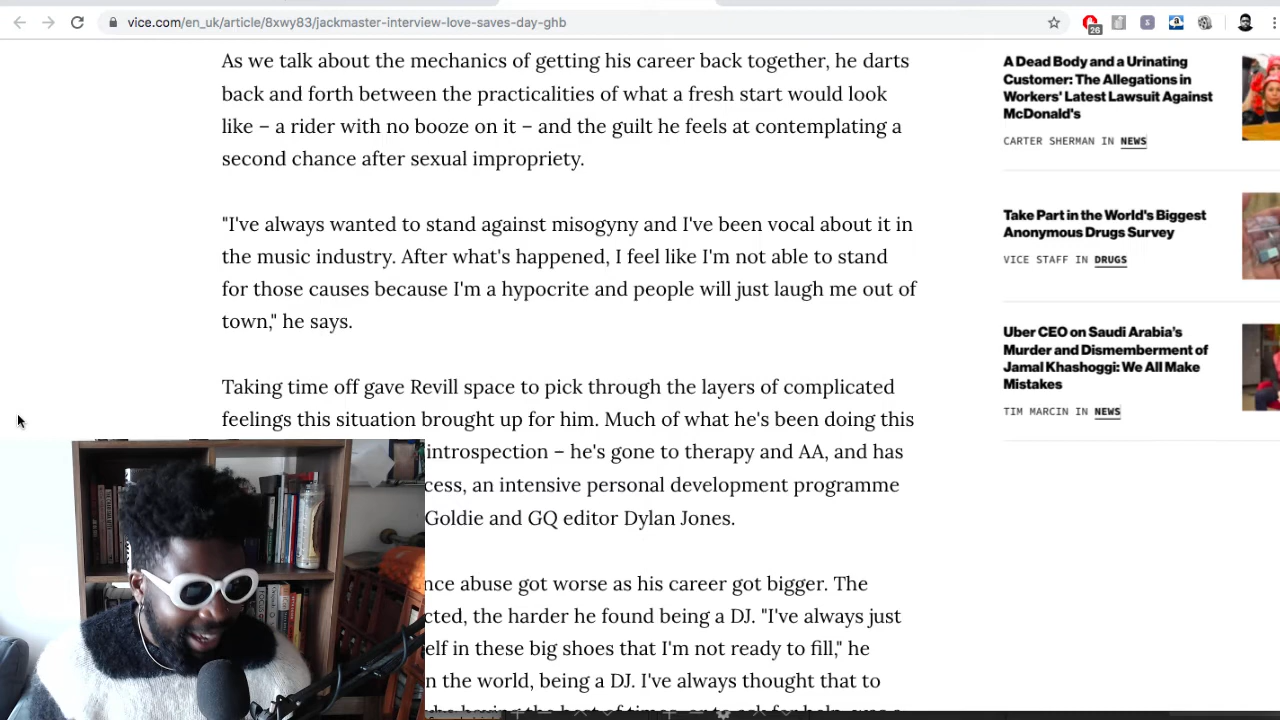 vice.com/en_uk/article/8xwy83/jackmaster-interview-love-saves-day-ghb
26
As we talk about the mechanics of getting his career back together, he darts
back and forth between the practicalities of what a fresh start would look
like – a rider with no booze on it – and the guilt he feels at contemplating a
second chance after sexual impropriety.
"I've always wanted to stand against misogyny and I've been vocal about it in
the music industry. After what's happened, I feel like I'm not able to stand
for those causes because I'm a hypocrite and people will just laugh me out of
town," he says.
Taking time off gave Revill space to pick through the layers of complicated
feelings this situation brought up for him. Much of what he's been doing this
introspection – he's gone to therapy and AA, and has
cess, an intensive personal development programme
Goldie and GQ editor Dylan Jones.
nce abuse got worse as his career got bigger. The
cted, the harder he found being a DJ. "I've always just
elf in these big shoes that I'm not ready to fill," he
n the world, being a DJ. I've always thought that to
A Dead Body and a Urinating
Customer: The Allegations in
Workers' Latest Lawsuit Against
McDonald's
CARTER SHERMAN IN NEWS
Take Part in the World's Biggest
Anonymous Drugs Survey
VICE STAFF IN DRUGS
Uber CEO on Saudi Arabia's
Murder and Dismemberment of
Jamal Khashoggi: We All Make
Mistakes
TIM MARCIN IN NEWS